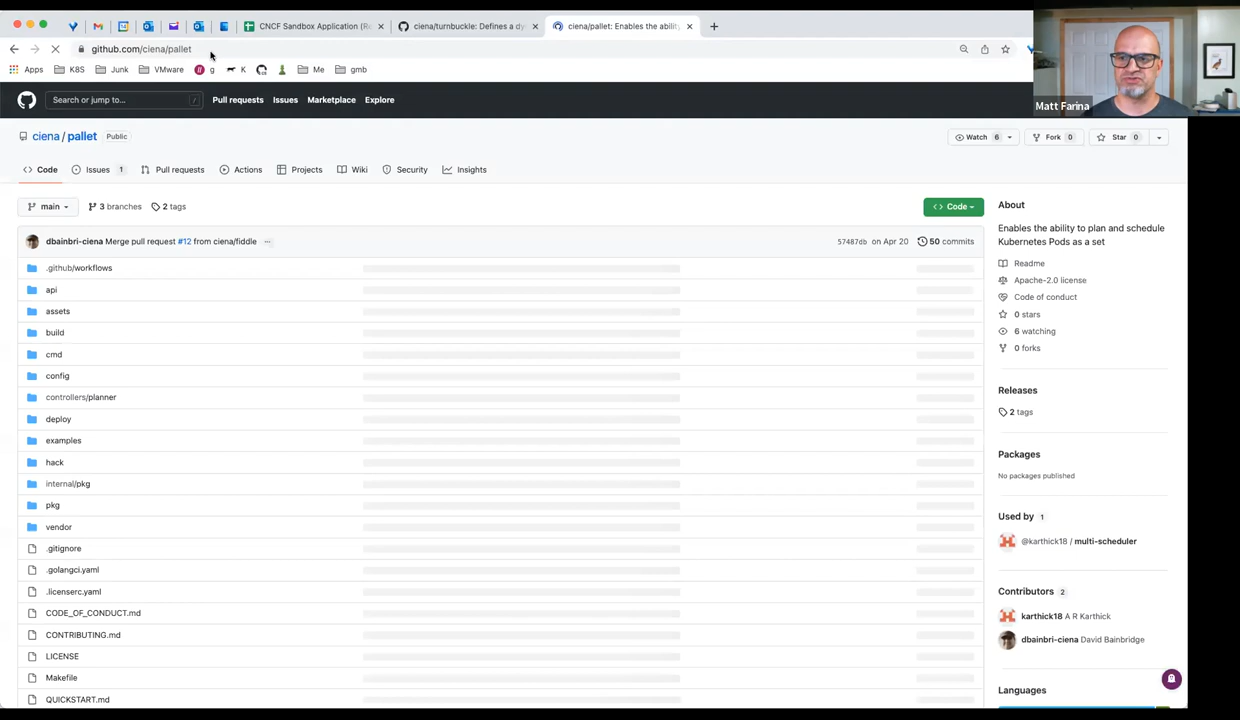 CNCF Sandbox Application (Re
ciena/turnbuckle: Defines a dy
ciena/pallet: Enables the ability
github.com/ciena/pallet
Apps
K8S
Junk
VMware
g
K
Me
gmb
Matt Farina
Search or jump to...
/
Pull requests
Issues
Marketplace
Explore
ciena / pallet
Public
Watch 6
Fork 0
Star 0
<> Code
Issues 1
Pull requests
Actions
Projects
Wiki
Security
Insights
main
3 branches
2 tags
<> Code
About
Enables the ability to plan and schedule
Kubernetes Pods as a set
dbainbri-ciena Merge pull request #12 from ciena/fiddle ...
57487db on Apr 20
50 commits
.github/workflows
api
assets
build
cmd
config
controllers/planner
deploy
examples
hack
internal/pkg
pkg
vendor
.gitignore
.golangci.yaml
.licenserc.yaml
CODE_OF_CONDUCT.md
CONTRIBUTING.md
LICENSE
Makefile
QUICKSTART.md
Readme
Apache-2.0 license
Code of conduct
0 stars
6 watching
0 forks
Releases
2 tags
Packages
No packages published
Used by 1
@karthick18 / multi-scheduler
Contributors 2
karthick18 A R Karthick
dbainbri-ciena David Bainbridge
Languages